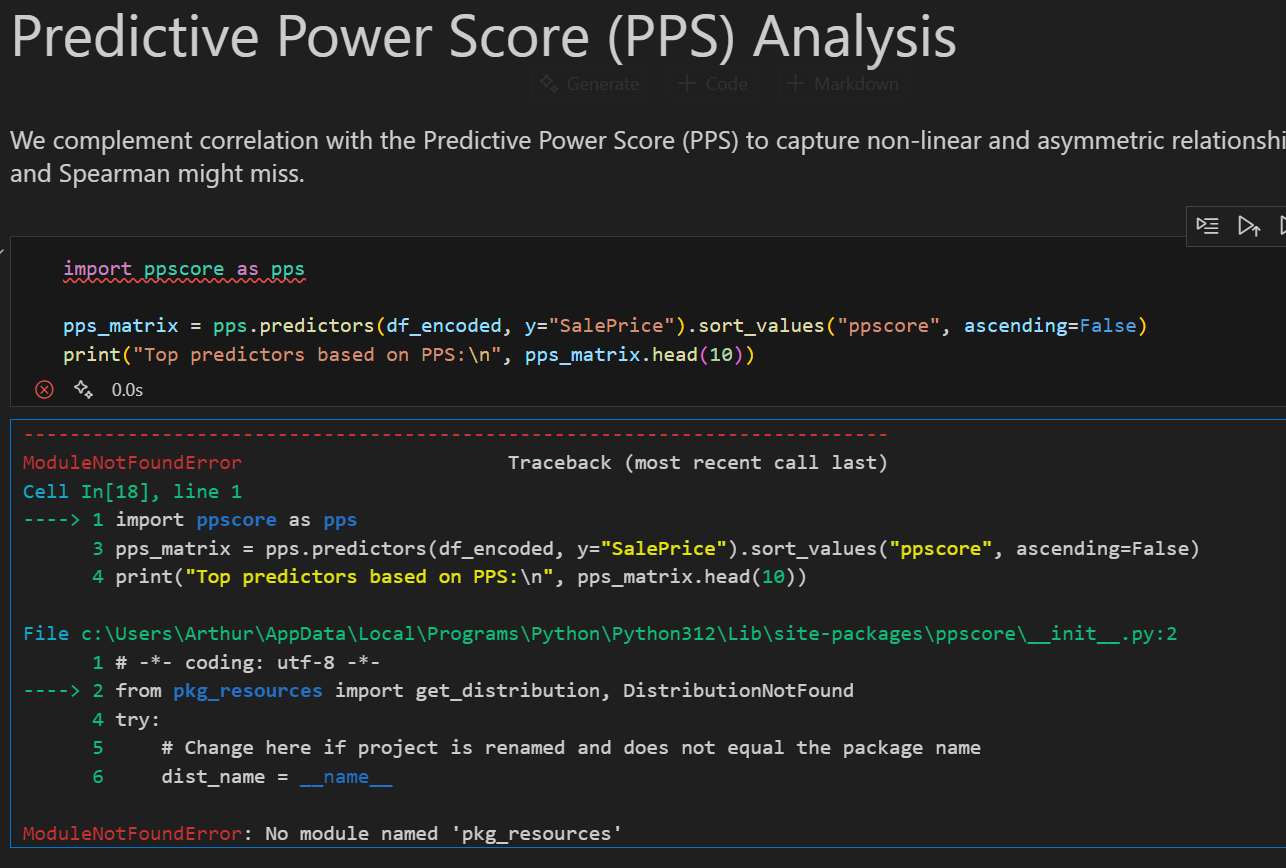 Predictive Power Score (PPS) Analysis
Generate Code Markdown
We complement correlation with the Predictive Power Score (PPS) to capture non-linear and asymmetric relationshi
and Spearman might miss.
import ppscore as pps
pps_matrix = pps.predictors(df_encoded, y="SalePrice").sort_values("ppscore", ascending=False)
print("Top predictors based on PPS:\n", pps_matrix.head(10))
0.0s
---------------------------------------------------------------------------
ModuleNotFoundError                       Traceback (most recent call last)
Cell In[18], line 1
----> 1 import ppscore as pps
      3 pps_matrix = pps.predictors(df_encoded, y="SalePrice").sort_values("ppscore", ascending=False)
      4 print("Top predictors based on PPS:\n", pps_matrix.head(10))
File c:\Users\Arthur\AppData\Local\Programs\Python\Python312\Lib\site-packages\ppscore\__init__.py:2
      1 # -*- coding: utf-8 -*-
----> 2 from pkg_resources import get_distribution, DistributionNotFound
      4 try:
      5     # Change here if project is renamed and does not equal the package name
      6     dist_name = __name__
ModuleNotFoundError: No module named 'pkg_resources'